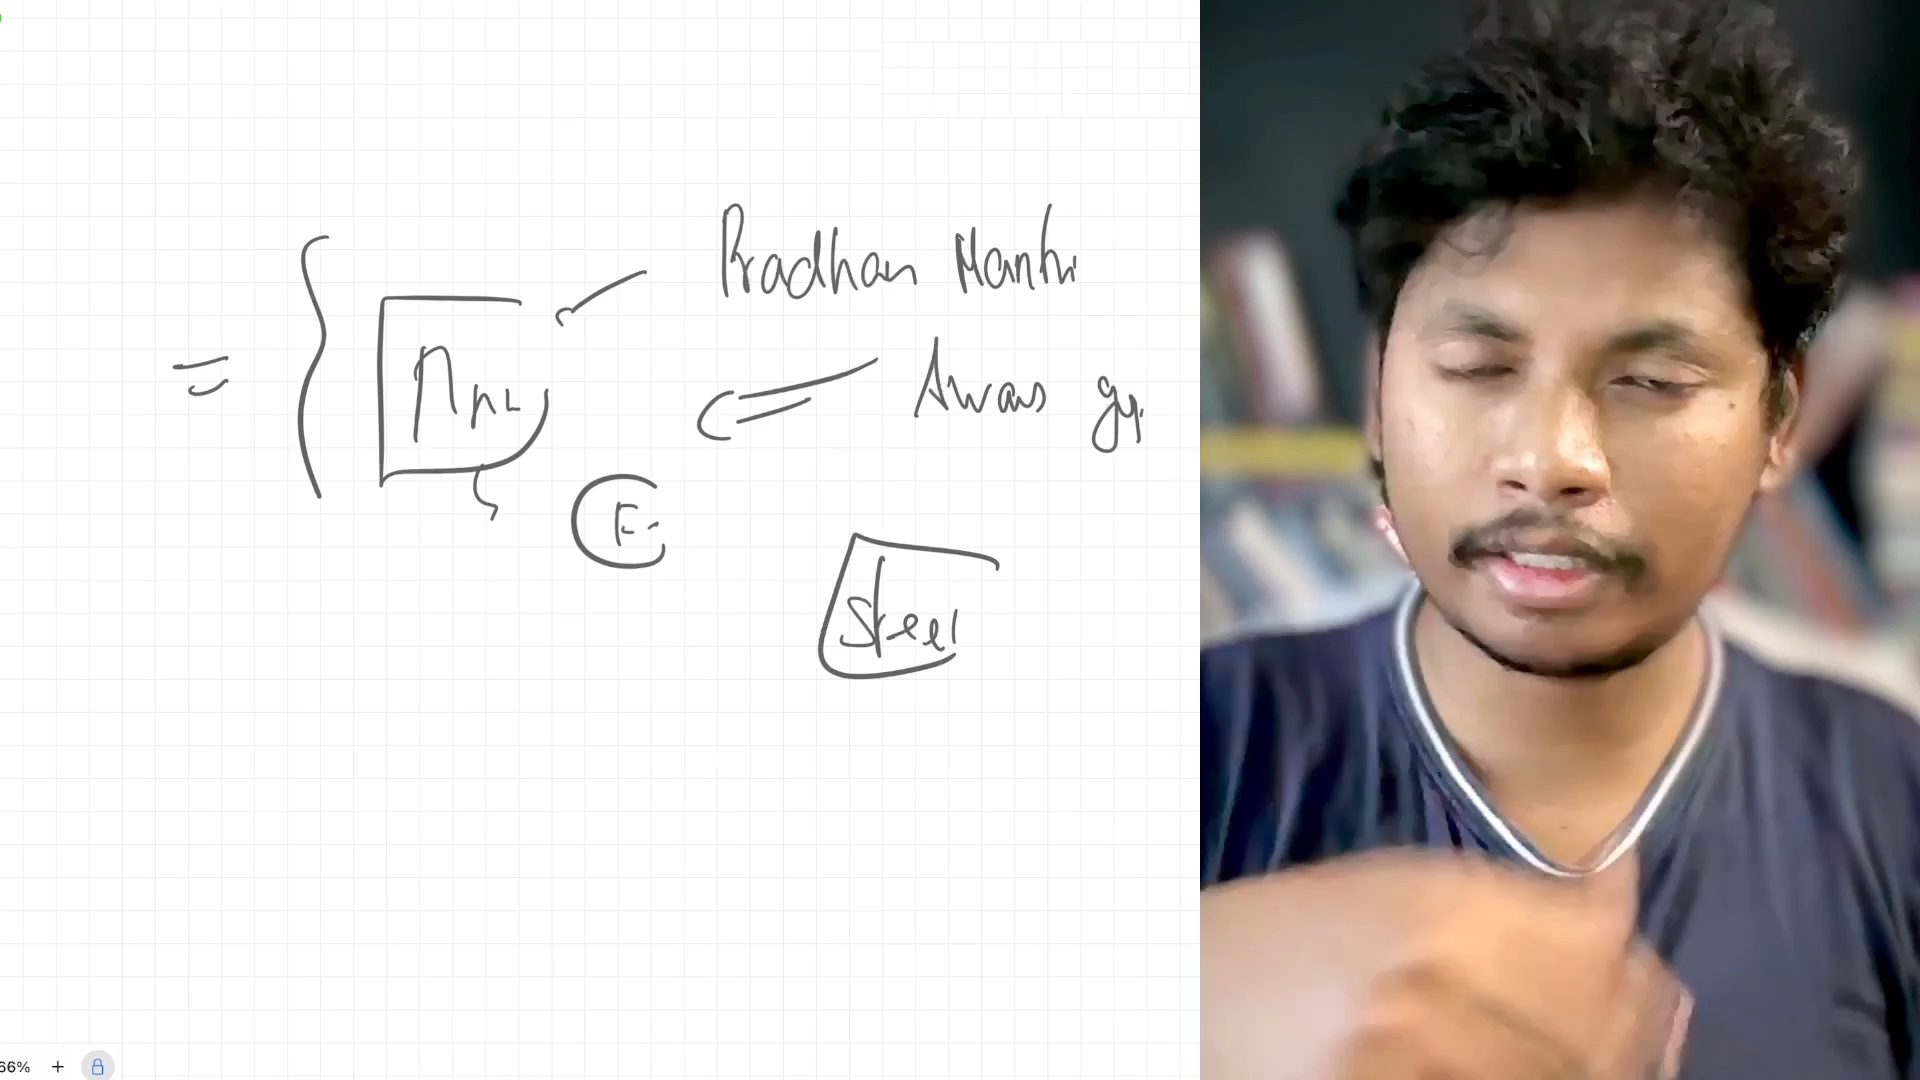 =
Pradhan Mantri
Awas
E.
Steel
66% +